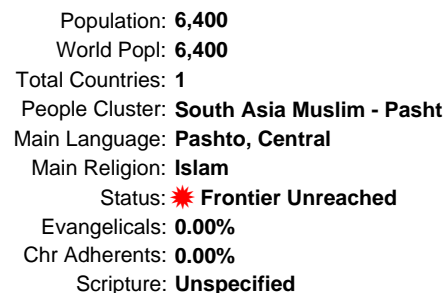 Population: 6,400
World Popl: 6,400
Total Countries: 1
People Cluster: South Asia Muslim - Pasht
Main Language: Pashto, Central
Main Religion: Islam
Status: Frontier Unreached
Evangelicals: 0.00%
Chr Adherents: 0.00%
Scripture: Unspecified